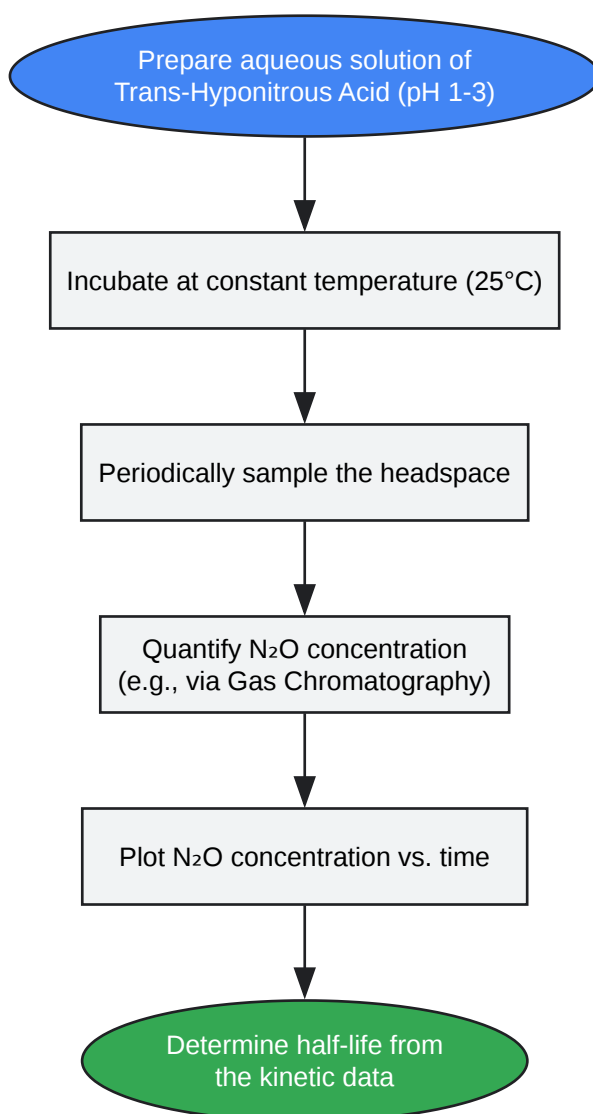 Prepare aqueous solution of
Trans-Hyponitrous Acid (pH 1-3)
Incubate at constant temperature (25°C)
Periodically sample the headspace
Quantify N₂O concentration
(e.g., via Gas Chromatography)
Plot N₂O concentration vs. time
Determine half-life from
the kinetic data